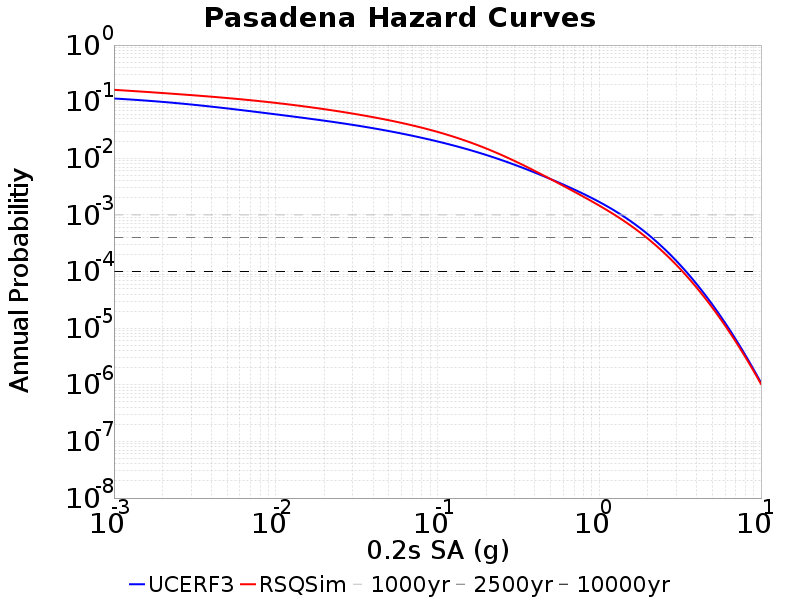 Pasadena Hazard Curves
10^0
10^-1
10^-2
10^-3
10^-4
10^-5
10^-6
10^-7
10^-8
Annual Probabilitiy
10^-3 10^-2 10^-1 10^0 10^1
0.2s SA (g)
UCERF3 RSQSim 1000yr 2500yr 10000yr